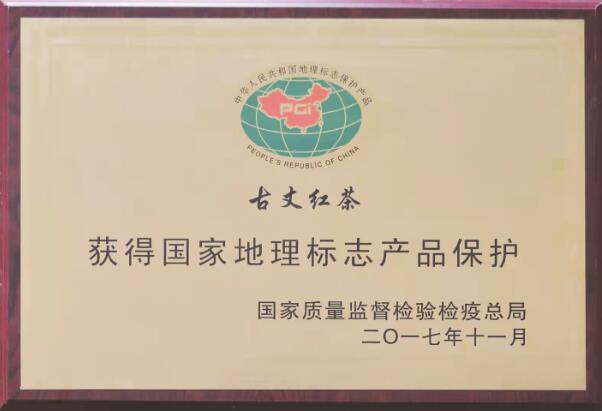 中华人民共和国地理标志保护产品
PGI
PEOPLE'S REPUBLIC OF CHINA
古丈红茶
获得国家地理标志产品保护
国家质量监督检验检疫总局
二〇一七年十一月